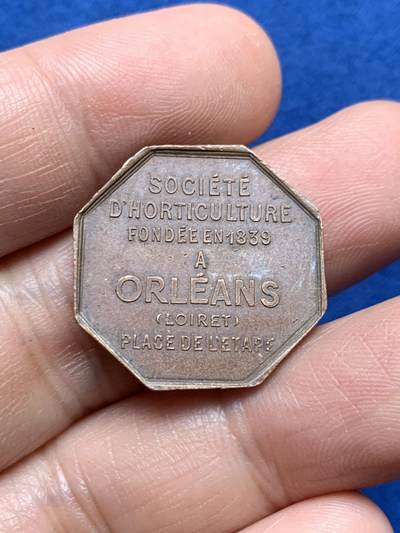 SOCIÉTÉ
D'HORTICULTURE
FONDÉE EN 1839
A
ORLÉANS
(LOIRET)
PLACE DE L'ETAPE